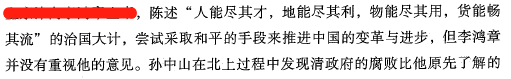 ，陈述“人能尽其才，地能尽其利，物能尽其用，货能畅
其流”的治国大计，尝试采取和平的手段来推进中国的变革与进步，但李鸿章
并没有重视他的意见。孙中山在北上过程中发现清政府的腐败比他原先了解的